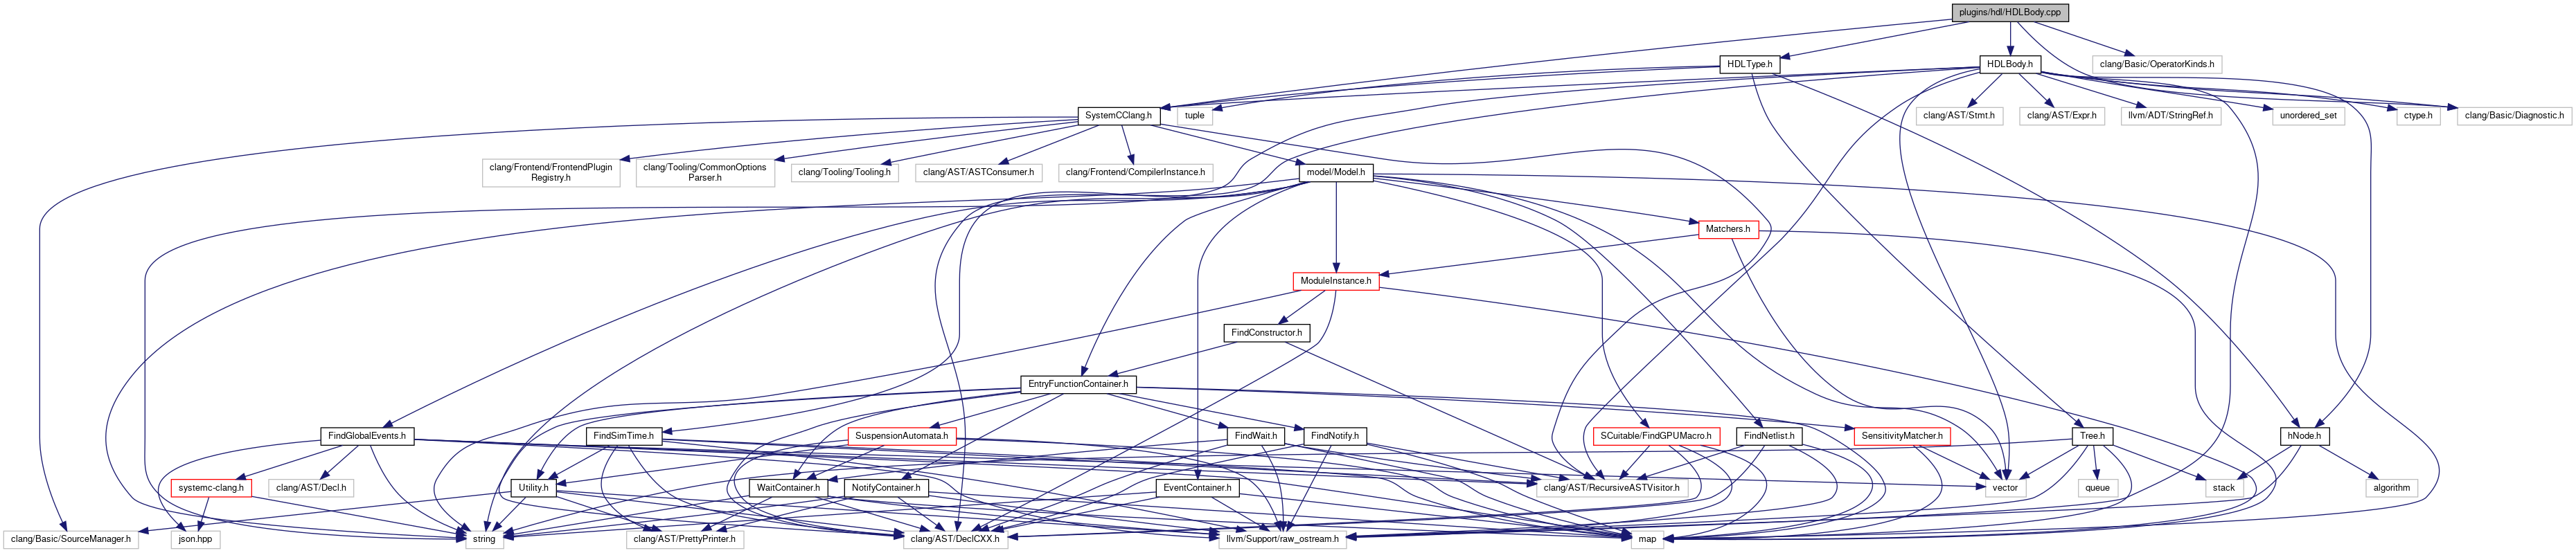 plugins/hdl/HDLBody.cpp
HDLType.h
HDLBody.h
clang/Basic/OperatorKinds.h
SystemCClang.h
tuple
clang/AST/Stmt.h
clang/AST/Expr.h
llvm/ADT/StringRef.h
unordered_set
ctype.h
clang/Basic/Diagnostic.h
clang/Frontend/FrontendPlugin
Registry.h
clang/Tooling/CommonOptions
Parser.h
clang/Tooling/Tooling.h
clang/AST/ASTConsumer.h
clang/Frontend/CompilerInstance.h
model/Model.h
Matchers.h
ModuleInstance.h
FindConstructor.h
EntryFunctionContainer.h
FindGlobalEvents.h
FindSimTime.h
SuspensionAutomata.h
FindWait.h
FindNotify.h
SCuitable/FindGPUMacro.h
FindNetlist.h
SensitivityMatcher.h
Tree.h
hNode.h
systemc-clang.h
clang/AST/Decl.h
Utility.h
WaitContainer.h
NotifyContainer.h
EventContainer.h
clang/AST/RecursiveASTVisitor.h
vector
queue
stack
algorithm
clang/Basic/SourceManager.h
json.hpp
string
clang/AST/PrettyPrinter.h
clang/AST/DeclCXX.h
llvm/Support/raw_ostream.h
map